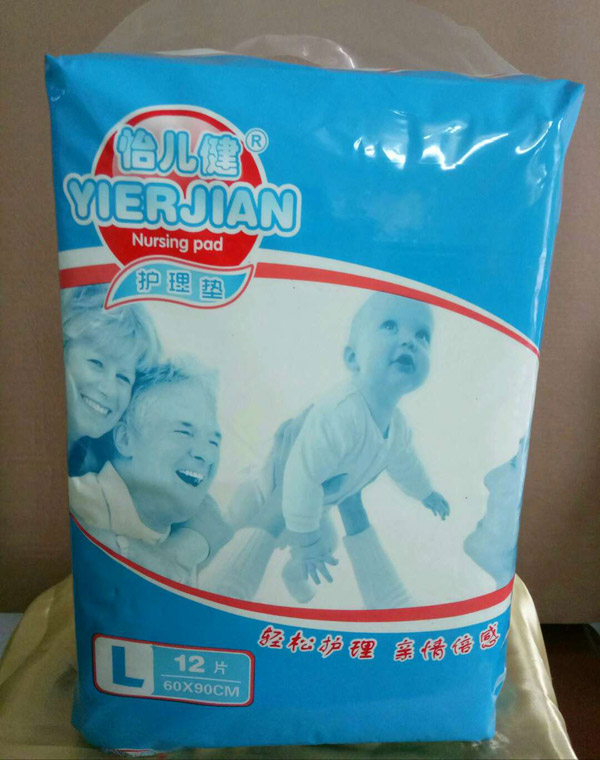 怡儿健®
YIERJIAN
Nursing pad
护理垫
轻松护理 亲情倍感
L
12片
60X90CM